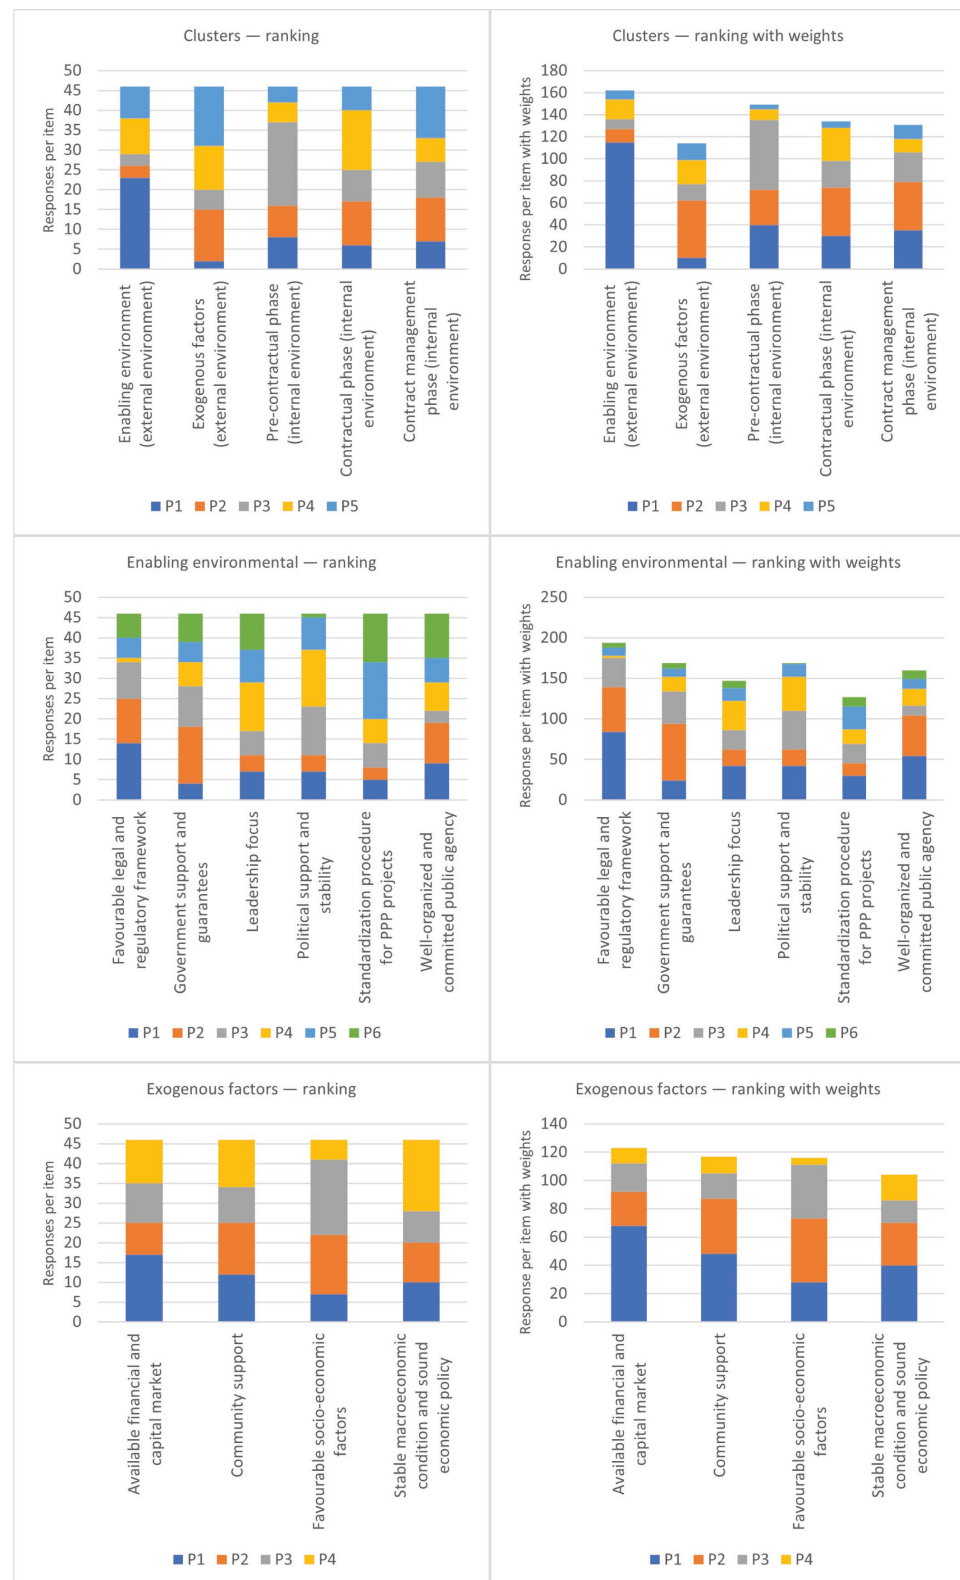 Clusters — ranking
Responses per item
50
45
40
35
30
25
20
15
10
5
0
Enabling environment
(external environment)
Exogenous factors
(external environment)
Pre-contractual phase
(internal environment)
Contractual phase (internal
environment)
Contract management
phase (internal
environment)
P1 P2 P3 P4 P5
Clusters — ranking with weights
Response per item with weights
180
160
140
120
100
80
60
40
20
0
Enabling environment
(external environment)
Exogenous factors
(external environment)
Pre-contractual phase
(internal environment)
Contractual phase (internal
environment)
Contract management
phase (internal
environment)
P1 P2 P3 P4 P5
Enabling environmental — ranking
Responses per item
50
45
40
35
30
25
20
15
10
5
0
Favourable legal and
regulatory framework
Government support and
guarantees
Leadership focus
Political support and
stability
Standardization procedure
for PPP projects
Well-organized and
committed public agency
P1 P2 P3 P4 P5 P6
Enabling environmental — ranking with weights
Response per item with weights
250
200
150
100
50
0
Favourable legal and
regulatory framework
Government support and
guarantees
Leadership focus
Political support and
stability
Standardization procedure
for PPP projects
Well-organized and
committed public agency
P1 P2 P3 P4 P5 P6
Exogenous factors — ranking
Responses per item
50
45
40
35
30
25
20
15
10
5
0
Available financial and
capital market
Community support
Favourable socio-economic
factors
Stable macroeconomic
condition and sound
economic policy
P1 P2 P3 P4
Exogenous factors — ranking with weights
Response per item with weights
140
120
100
80
60
40
20
0
Available financial and
capital market
Community support
Favourable socio-economic
factors
Stable macroeconomic
condition and sound
economic policy
P1 P2 P3 P4